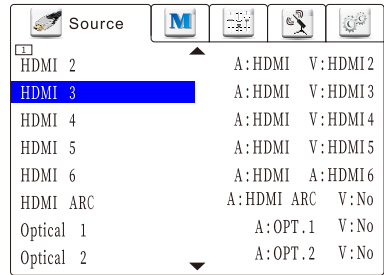 Source M
1
HDMI 2 A:HDMI V:HDMI2
HDMI 3 A:HDMI V:HDMI3
HDMI 4 A:HDMI V:HDMI4
HDMI 5 A:HDMI V:HDMI5
HDMI 6 A:HDMI A:HDMI6
HDMI ARC A:HDMI ARC V:No
Optical 1 A:OPT.1 V:No
Optical 2 A:OPT.2 V:No